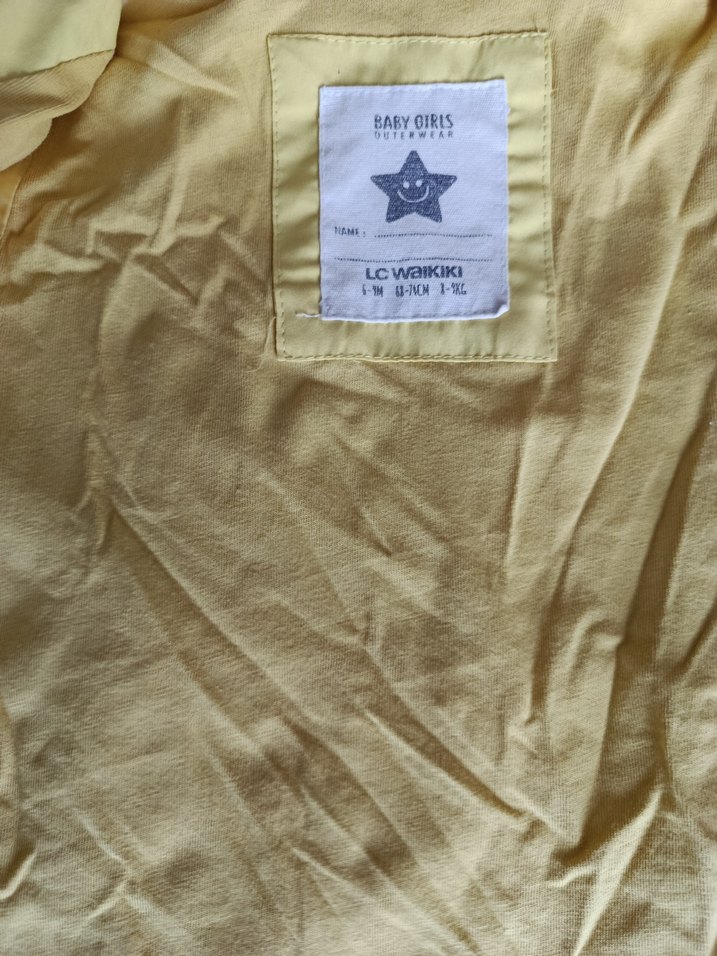 BABY GIRLS
OUTERWEAR
NAME:
LC WAIKIKI
6-9M 68-74CM 8-9KG